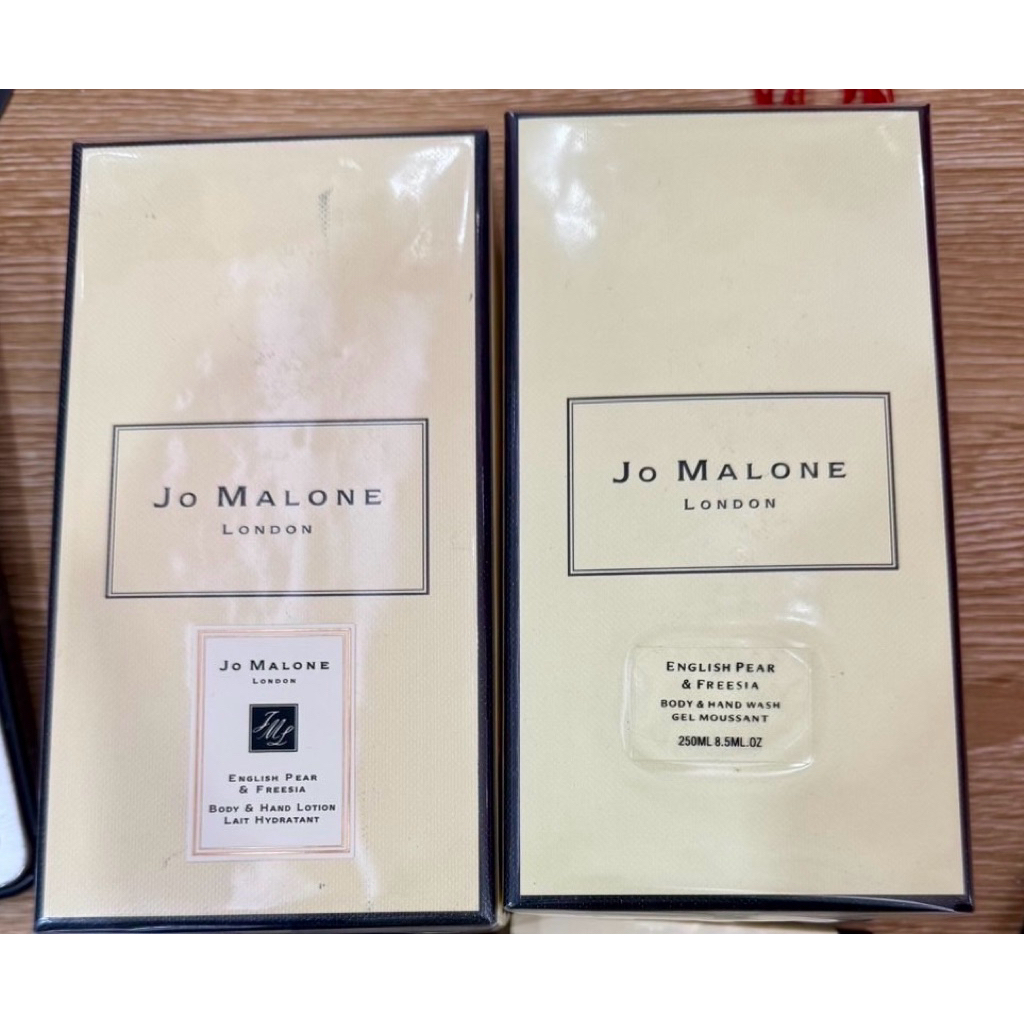 JO MALONE
LONDON
JO MALONE
LONDON
JML
ENGLISH PEAR
& FREESIA
BODY & HAND LOTION
LAIT HYDRATANT
JO MALONE
LONDON
ENGLISH PEAR
& FREESIA
BODY & HAND WASH
GEL MOUSSANT
250ML 8.5ML.OZ